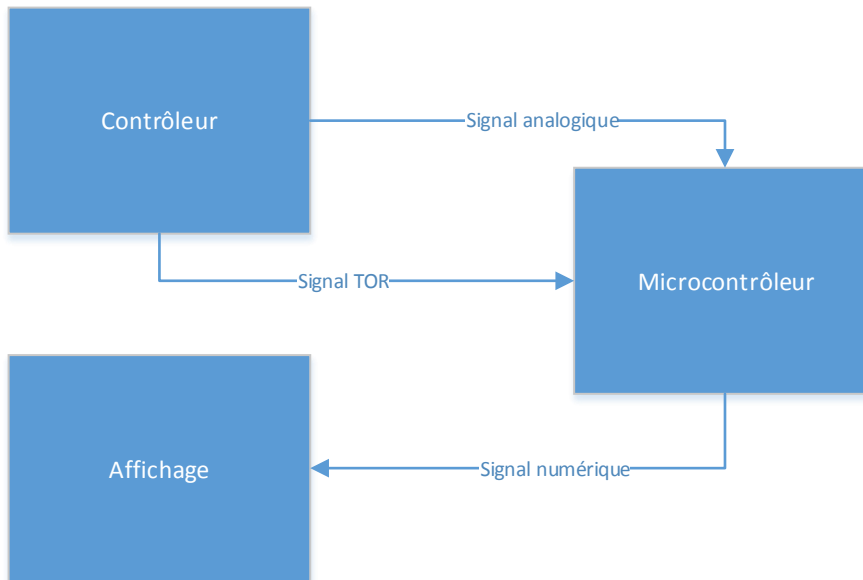 Contrôleur
Signal analogique
Signal TOR
Microcontrôleur
Affichage
Signal numérique